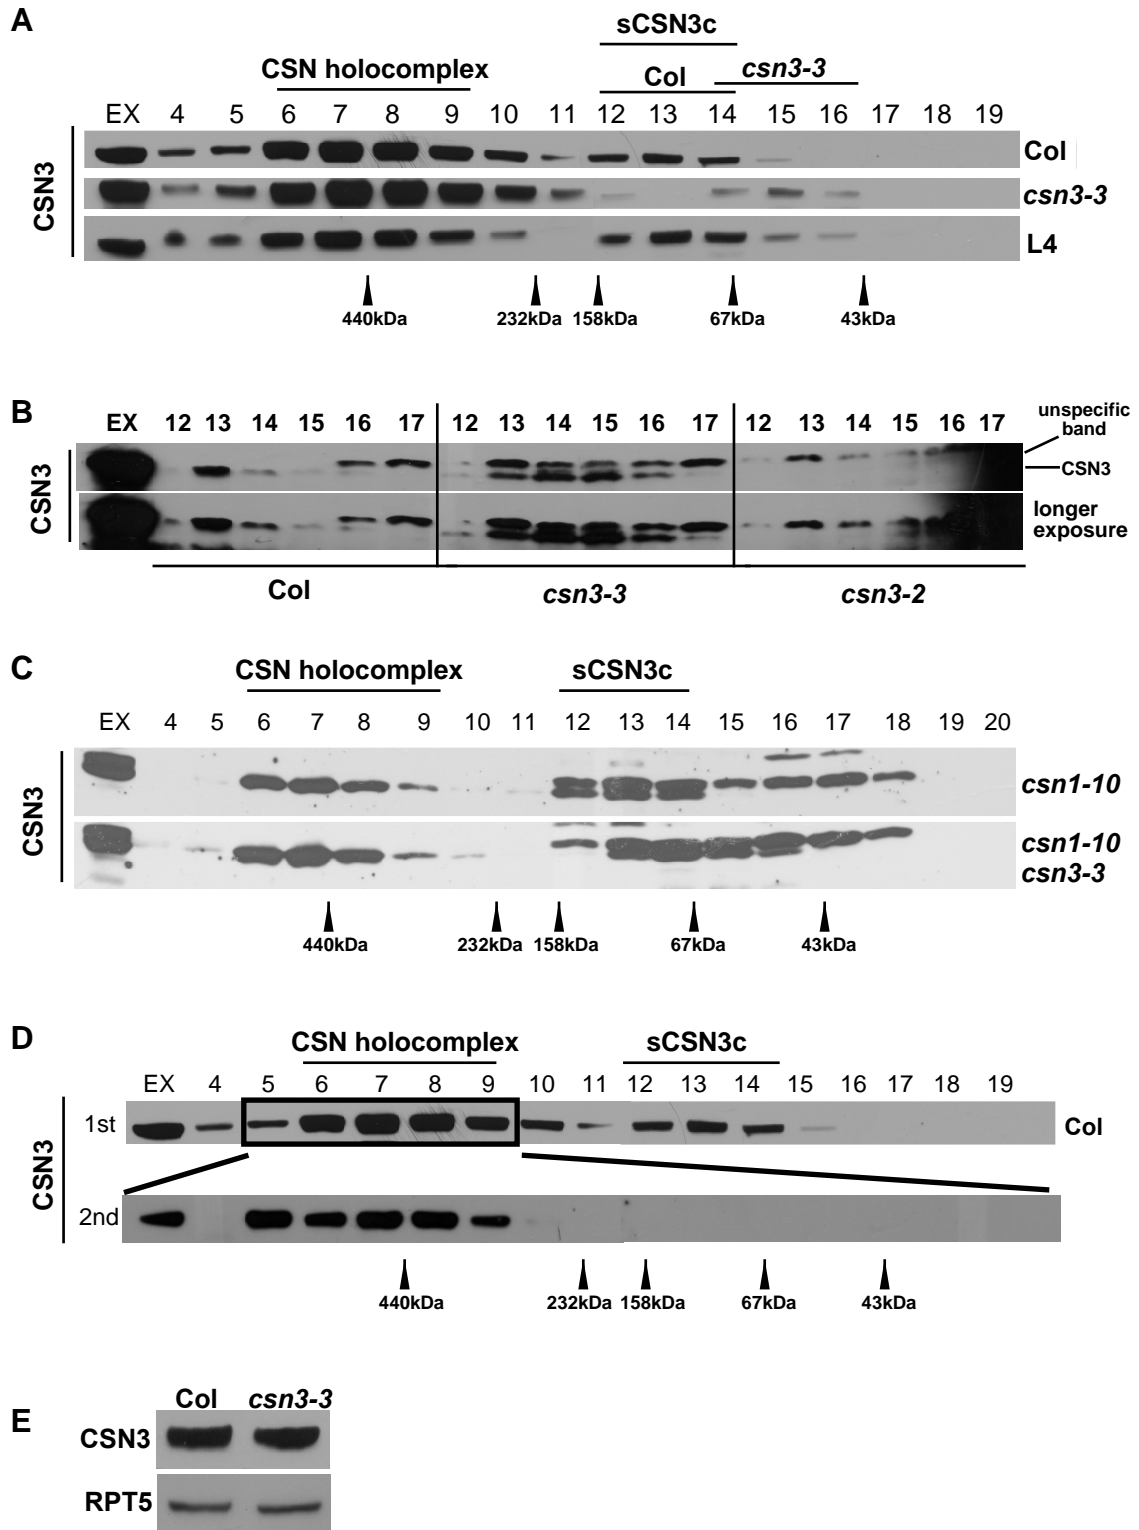 A
sCSN3c
CSN holocomplex
Col csn3-3
EX 4 5 6 7 8 9 10 11 12 13 14 15 16 17 18 19
CSN3
Col
csn3-3
L4
440kDa 232kDa 158kDa 67kDa 43kDa
B
EX 12 13 14 15 16 17 12 13 14 15 16 17 12 13 14 15 16 17
unspecific
band
CSN3
CSN3
longer
exposure
Col csn3-3 csn3-2
C
CSN holocomplex sCSN3c
EX 4 5 6 7 8 9 10 11 12 13 14 15 16 17 18 19 20
CSN3
csn1-10
csn1-10
csn3-3
440kDa 232kDa 158kDa 67kDa 43kDa
D
CSN holocomplex sCSN3c
EX 4 5 6 7 8 9 10 11 12 13 14 15 16 17 18 19
CSN3
1st
Col
2nd
440kDa 232kDa 158kDa 67kDa 43kDa
E
Col csn3-3
CSN3
RPT5